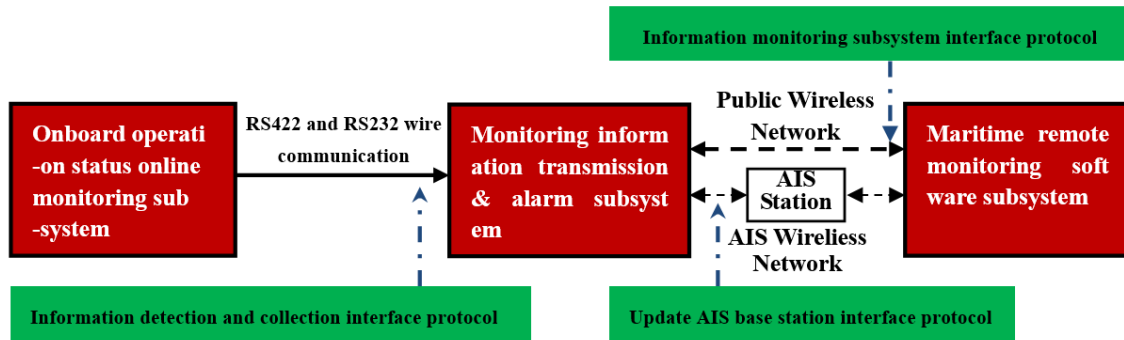 Information monitoring subsystem interface protocol
Onboard operati
-on status online
monitoring sub
-system
RS422 and RS232 wire
communication
Monitoring inform
ation transmission
& alarm subsyst
em
Public Wireless
Network
AIS
Station
AIS Wireliess
Network
Maritime remote
monitoring soft
ware subsystem
Information detection and collection interface protocol
Update AIS base station interface protocol